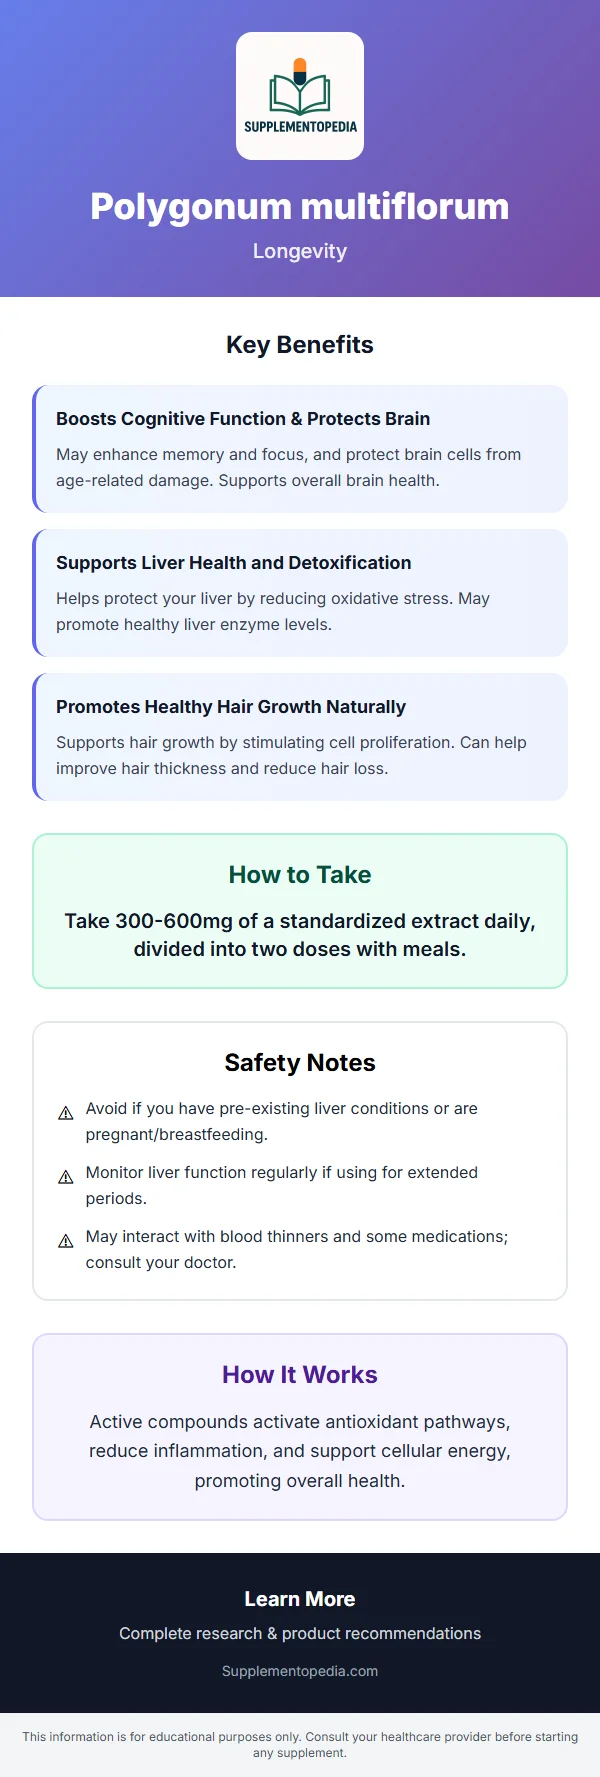 SUPPLEMENTOPEDIA
Polygonum multiflorum
Longevity
Key Benefits
Boosts Cognitive Function & Protects Brain
May enhance memory and focus, and protect brain cells from
age-related damage. Supports overall brain health.
Supports Liver Health and Detoxification
Helps protect your liver by reducing oxidative stress. May
promote healthy liver enzyme levels.
Promotes Healthy Hair Growth Naturally
Supports hair growth by stimulating cell proliferation. Can help
improve hair thickness and reduce hair loss.
How to Take
Take 300-600mg of a standardized extract daily,
divided into two doses with meals.
Safety Notes
Avoid if you have pre-existing liver conditions or are
pregnant/breastfeeding.
Monitor liver function regularly if using for extended
periods.
May interact with blood thinners and some medications;
consult your doctor.
How It Works
Active compounds activate antioxidant pathways,
reduce inflammation, and support cellular energy,
promoting overall health.
Learn More
Complete research & product recommendations
Supplementopedia.com
This information is for educational purposes only. Consult your healthcare provider before starting
any supplement.